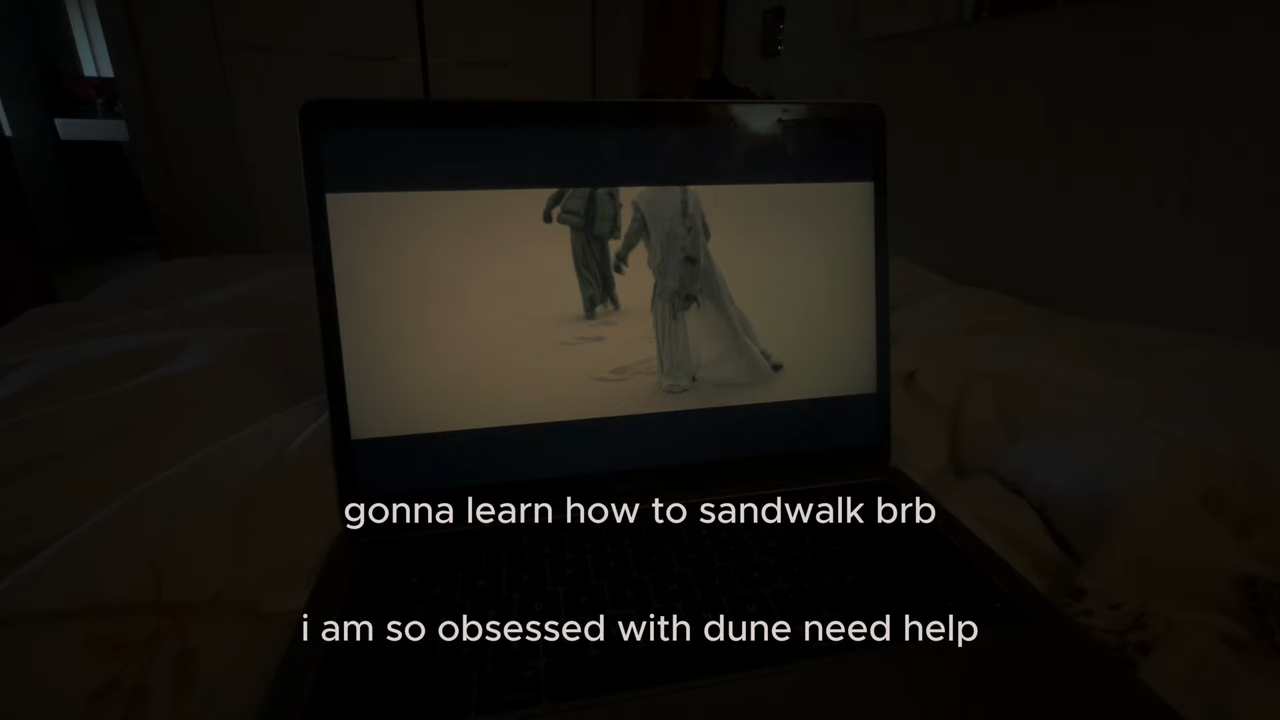 gonna learn how to sandwalk brb
i am so obsessed with dune need help